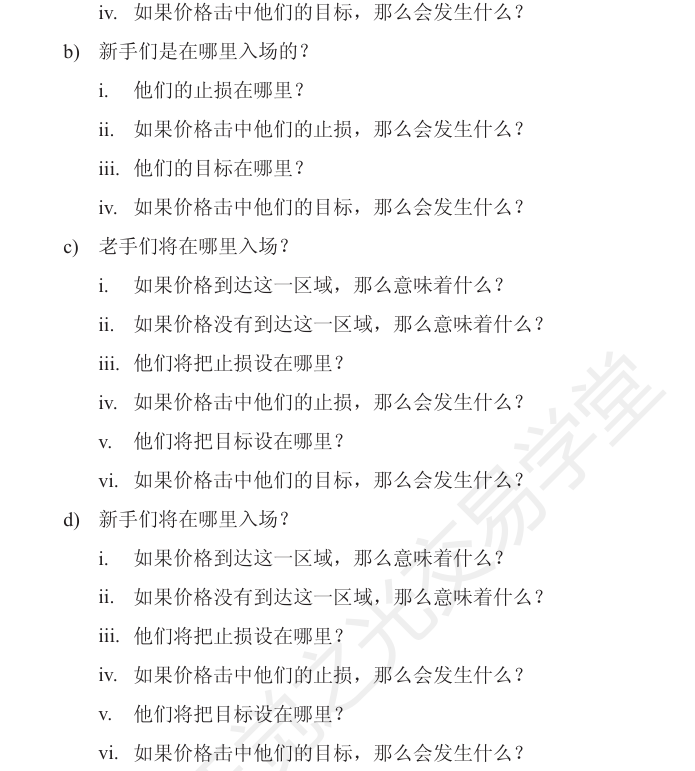 iv. 如果价格击中他们的目标，那么会发生什么？
b) 新手们是在哪里入场的？
i. 他们的止损在哪里？
ii. 如果价格击中他们的止损，那么会发生什么？
iii. 他们的目标在哪里？
iv. 如果价格击中他们的目标，那么会发生什么？
c) 老手们将在哪里入场？
i. 如果价格到达这一区域，那么意味着什么？
ii. 如果价格没有到达这一区域，那么意味着什么？
iii. 他们将把止损设在哪里？
iv. 如果价格击中他们的止损，那么会发生什么？
v. 他们将把目标设在哪里？
vi. 如果价格击中他们的目标，那么会发生什么？
d) 新手们将在哪里入场？
i. 如果价格到达这一区域，那么意味着什么？
ii. 如果价格没有到达这一区域，那么意味着什么？
iii. 他们将把止损设在哪里？
iv. 如果价格击中他们的止损，那么会发生什么？
v. 他们将把目标设在哪里？
vi. 如果价格击中他们的目标，那么会发生什么？
之光交易学堂